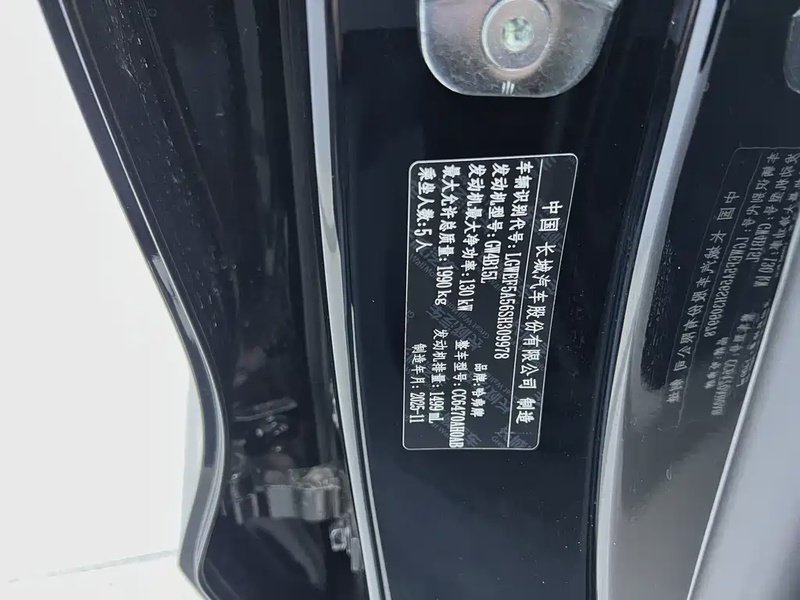 中国 长城汽车股份有限公司 制造
车辆识别代号:LGWEF5A56SH309978 品牌:哈弗牌
发动机型号:GW4B15L 整车型号:CC6470AH0AB
发动机最大净功率:130 kW 发动机排量:1499 mL
最大允许总质量:1990 kg 制造年月:2025-11
乘坐人数:5人